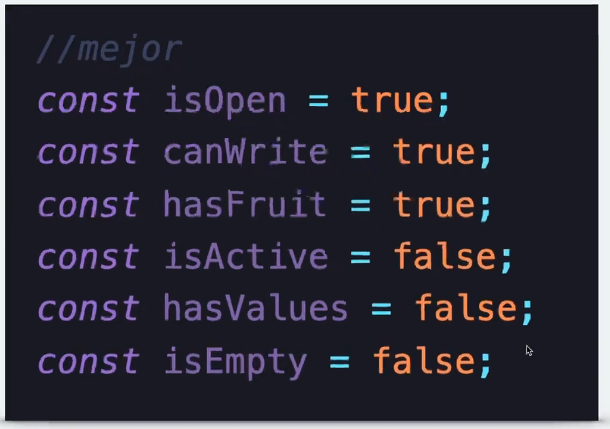 //mejor
const isOpen = true;
const canWrite = true;
const hasFruit = true;
const isActive = false;
const hasValues = false;
const isEmpty = false;